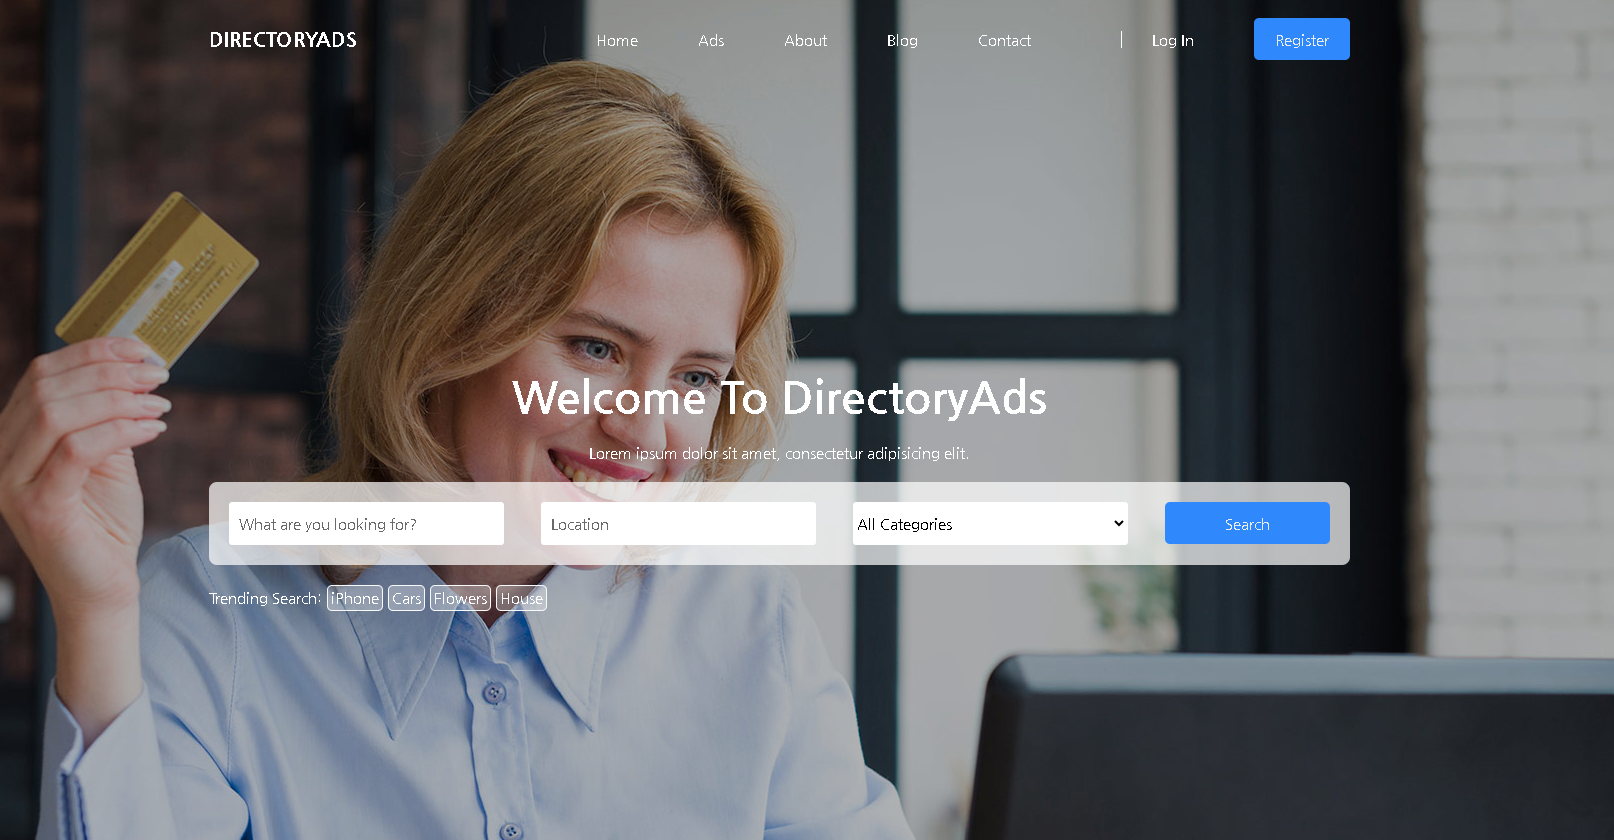 DIRECTORYADS Home Ads About Blog Contact | Log In Register
Welcome To DirectoryAds
Lorem ipsum dolor sit amet, consectetur adipisicing elit.
What are you looking for? Location All Categories Search
Trending Search: iPhone Cars Flowers House